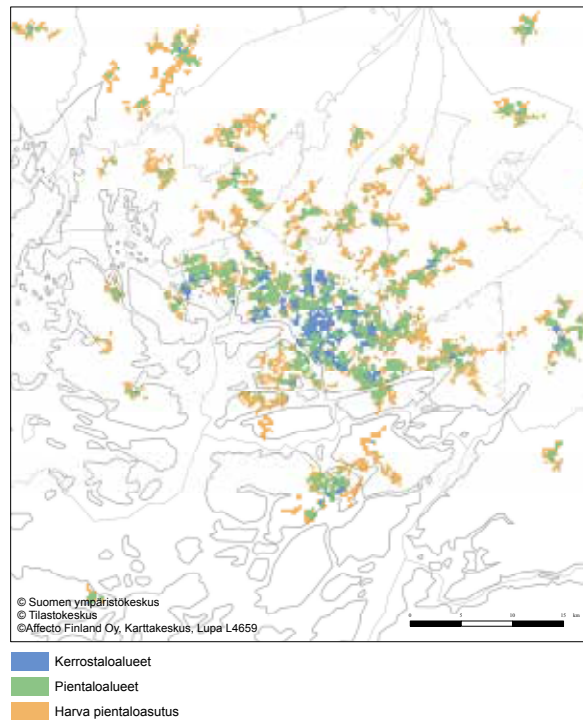 © Suomen ympäristökeskus
© Tilastokeskus
©Affecto Finland Oy, Karttakeskus, Lupa L4659
0 5 10 15 km
Kerrostaloalueet
Pientaloalueet
Harva pientaloasutus